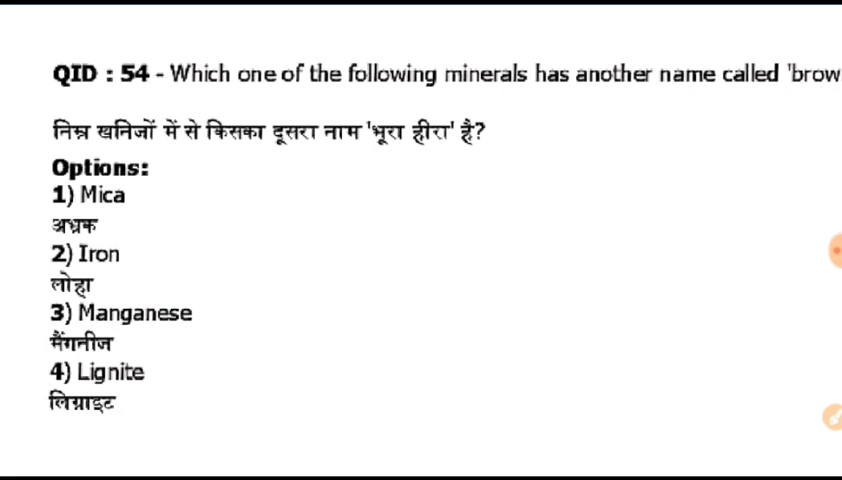 QID : 54 - Which one of the following minerals has another name called 'brow
निम्न खनिजों में से किसका दूसरा नाम 'भूरा हीरा' है?
Options:
1) Mica
अभ्रक
2) Iron
लोहा
3) Manganese
मैंगनीज
4) Lignite
लिग्नाइट